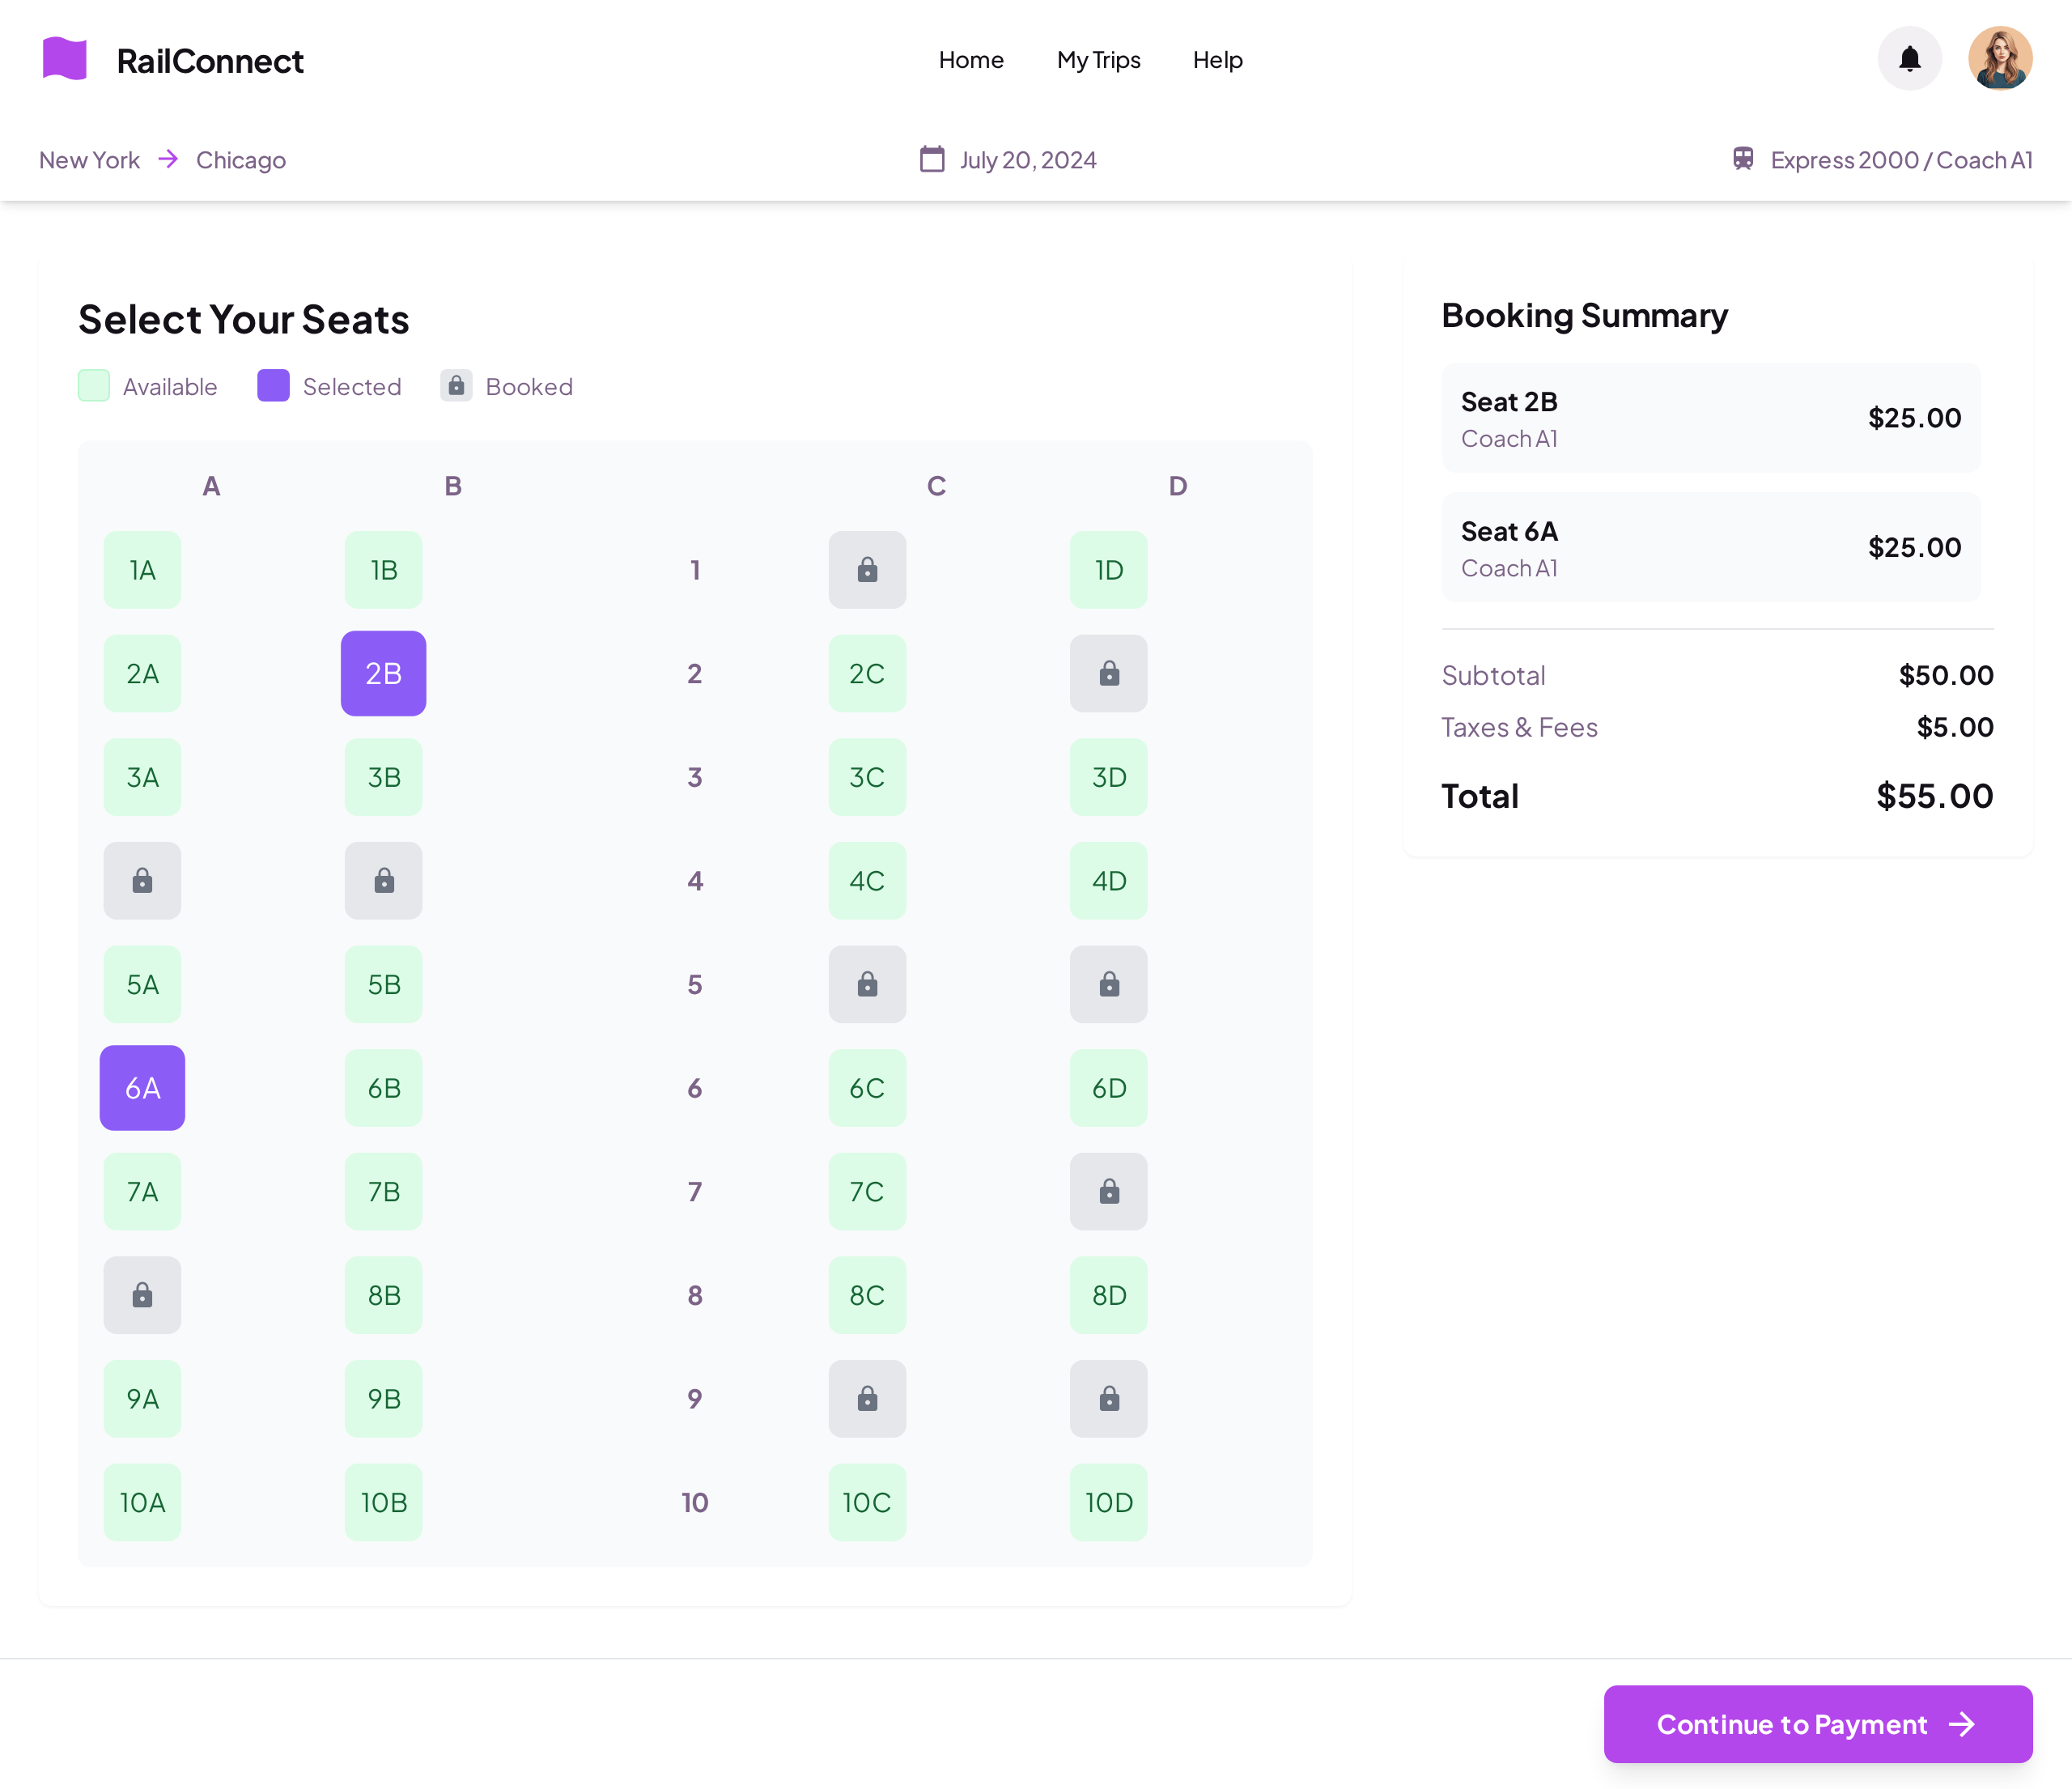 RailConnect
Home My Trips Help
New York Chicago
July 20, 2024
Express 2000 / Coach A1
Select Your Seats
Available Selected Booked
A B C D
1A 1B 1 1D
2A 2B 2 2C
3A 3B 3 3C 3D
4 4C 4D
5A 5B 5
6A 6B 6 6C 6D
7A 7B 7 7C
8B 8 8C 8D
9A 9B 9
10A 10B 10 10C 10D
Booking Summary
Seat 2B
Coach A1
$25.00
Seat 6A
Coach A1
$25.00
Subtotal $50.00
Taxes & Fees $5.00
Total $55.00
Continue to Payment